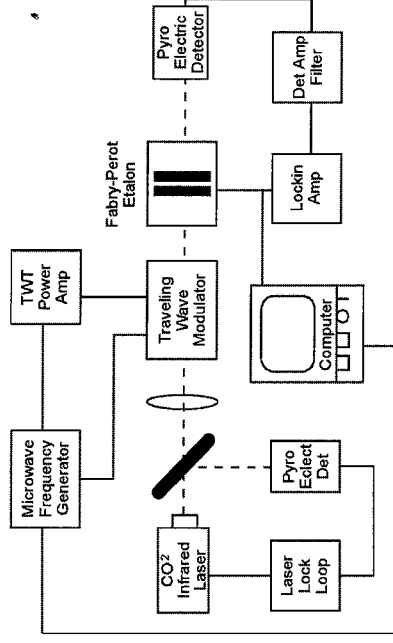 Microwave
Frequency
Generator
TWT
Power
Amp
CO2
Infrared
Laser
Traveling
Wave
Modulator
Fabry-Perot
Etalon
Pyro
Electric
Detector
Laser
Lock
Loop
Pyro
Eclect
Det
Computer
Lockin
Amp
Det Amp
Filter